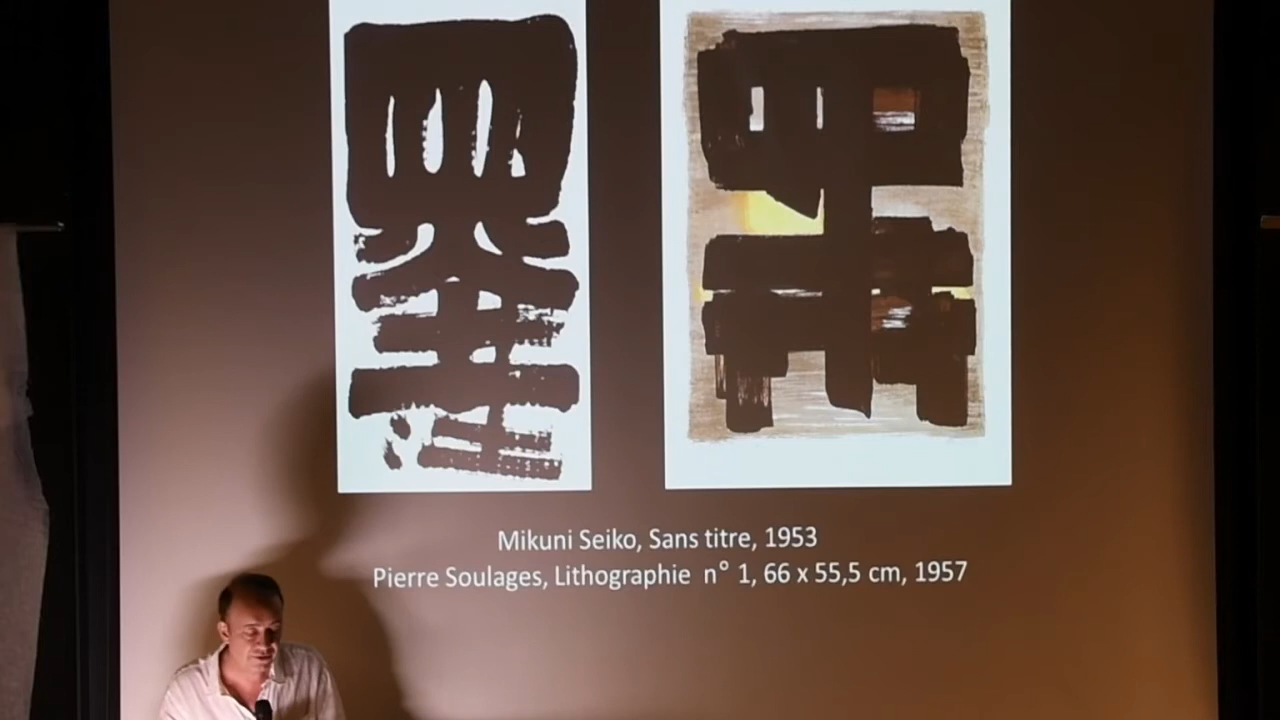 Mikuni Seiko, Sans titre, 1953
Pierre Soulages, Lithographie n° 1, 66 x 55,5 cm, 1957